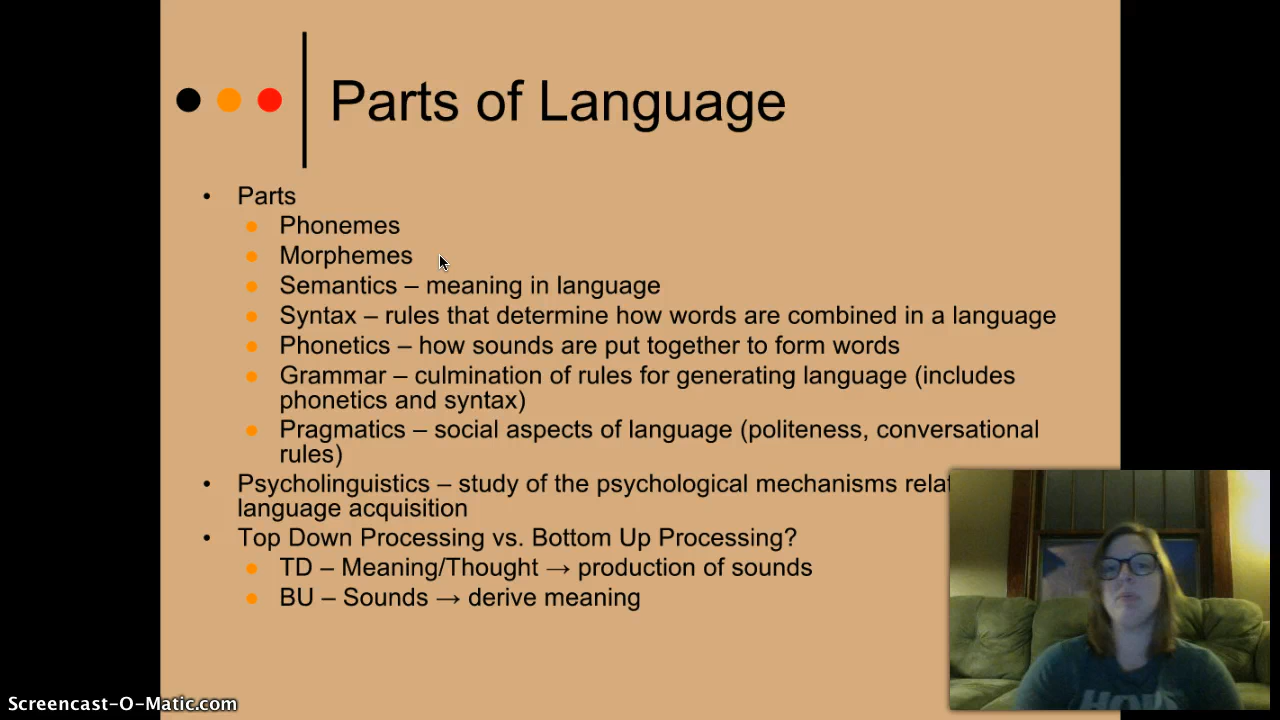 Parts of Language
• Parts
Phonemes
Morphemes
Semantics – meaning in language
Syntax – rules that determine how words are combined in a language
Phonetics – how sounds are put together to form words
Grammar – culmination of rules for generating language (includes
phonetics and syntax)
Pragmatics – social aspects of language (politeness, conversational
rules)
• Psycholinguistics – study of the psychological mechanisms
language acquisition
• Top Down Processing vs. Bottom Up Processing?
TD – Meaning/Thought → production of sounds
BU – Sounds → derive meaning
Screencast-O-Matic.com